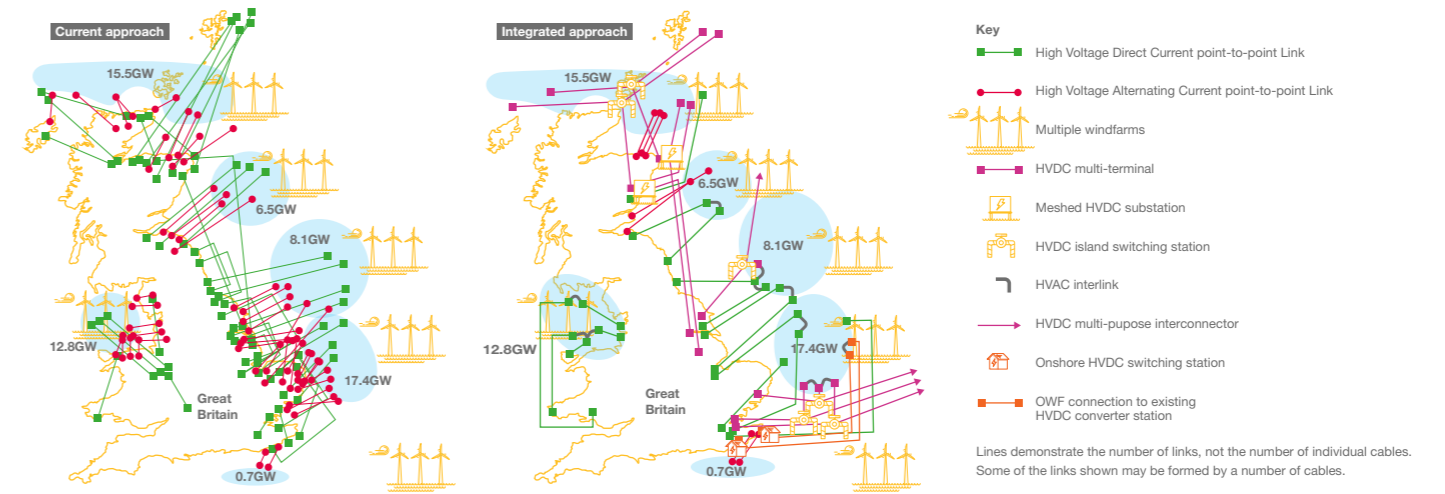 Current approach
15.5GW
6.5GW
8.1GW
12.8GW
17.4GW
Great
Britain
0.7GW
Integrated approach
15.5GW
6.5GW
8.1GW
12.8GW
17.4GW
Great
Britain
0.7GW
Key
High Voltage Direct Current point-to-point Link
High Voltage Alternating Current point-to-point Link
Multiple windfarms
HVDC multi-terminal
Meshed HVDC substation
HVDC island switching station
HVAC interlink
HVDC multi-pupose interconnector
Onshore HVDC switching station
OWF connection to existing
HVDC converter station
Lines demonstrate the number of links, not the number of individual cables.
Some of the links shown may be formed by a number of cables.